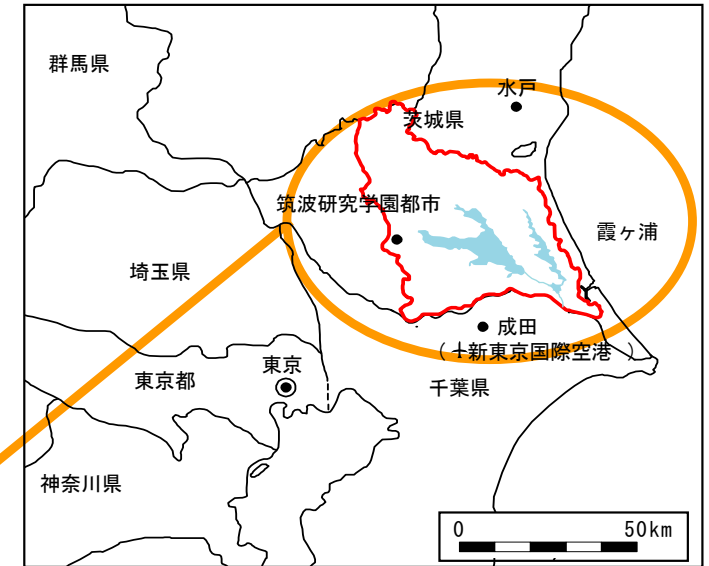 群馬県
水戸
茨城県
筑波研究学園都市
霞ヶ浦
埼玉県
成田
(新東京国際空港 )
東京都
東京
千葉県
神奈川県
0 50km